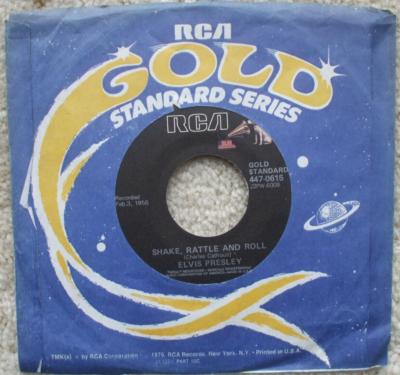 RCA
GOLD
STANDARD SERIES
RCA
GOLD
STANDARD
447-0615
Recorded
Feb. 3, 1956
SHAKE, RATTLE AND ROLL
(Charles Calhoun)
ELVIS PRESLEY
TMK(s) ® by RCA Corporation 1975, RCA Records, New York, N.Y. • Printed in U.S.A.